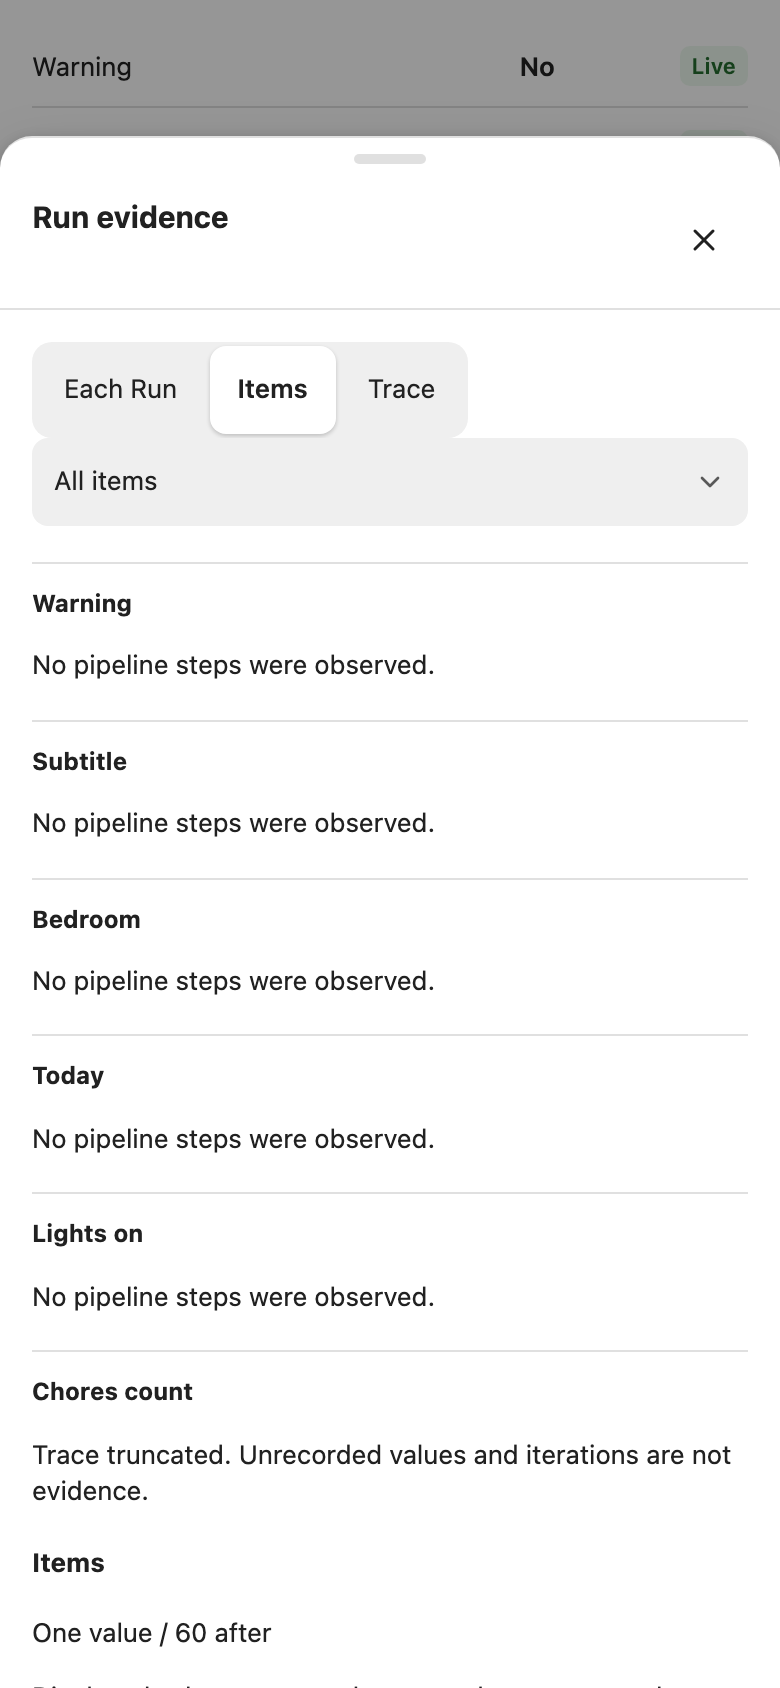 Warning No Live
Run evidence
Each Run Items Trace
All items
Warning
No pipeline steps were observed.
Subtitle
No pipeline steps were observed.
Bedroom
No pipeline steps were observed.
Today
No pipeline steps were observed.
Lights on
No pipeline steps were observed.
Chores count
Trace truncated. Unrecorded values and iterations are not
evidence.
Items
One value / 60 after